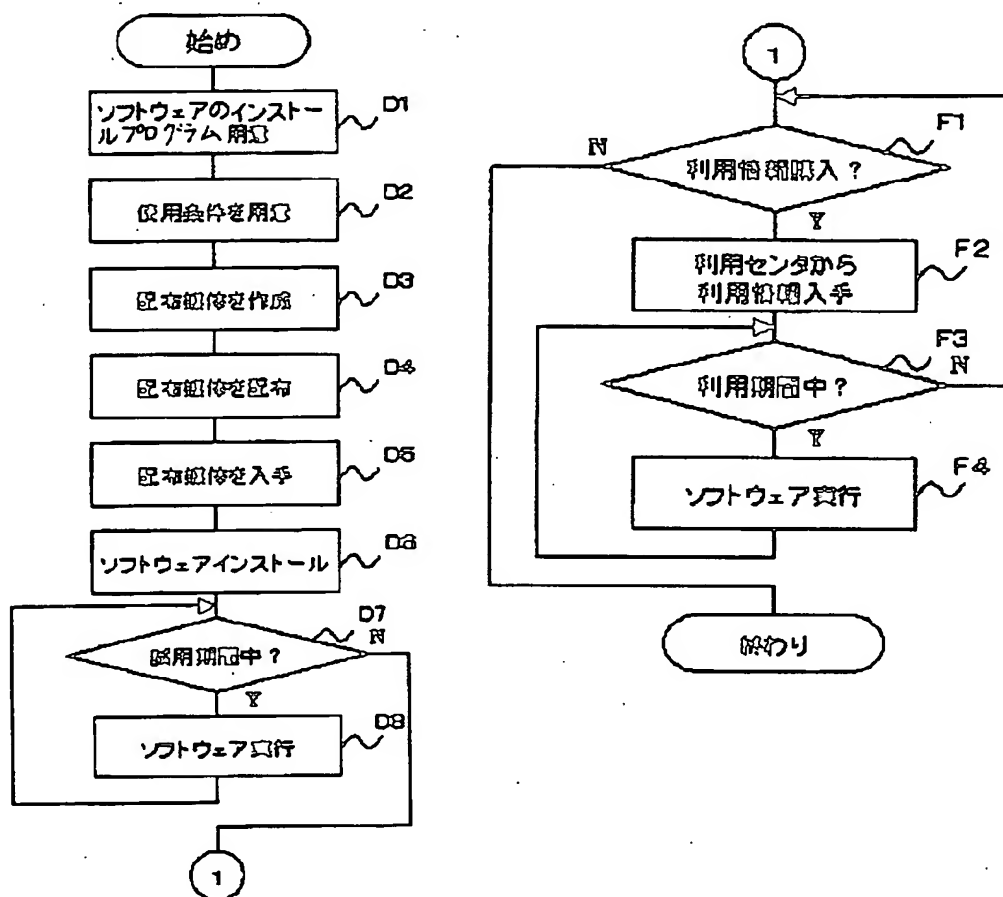 始め
ソフトウェアのインストー
ルプログラム用意
D1
使用条件を用意
D2
配布媒体を作成
D3
配布媒体を配布
D4
配布媒体を入手
D5
ソフトウェアインストール
D6
D7
試用期間中?
N
Y
ソフトウェア実行
D8
1
1
F1
N
利用情報購入?
Y
利用センタから
利用情報入手
F2
F3
利用期間中?
N
Y
ソフトウェア実行
F4
終わり